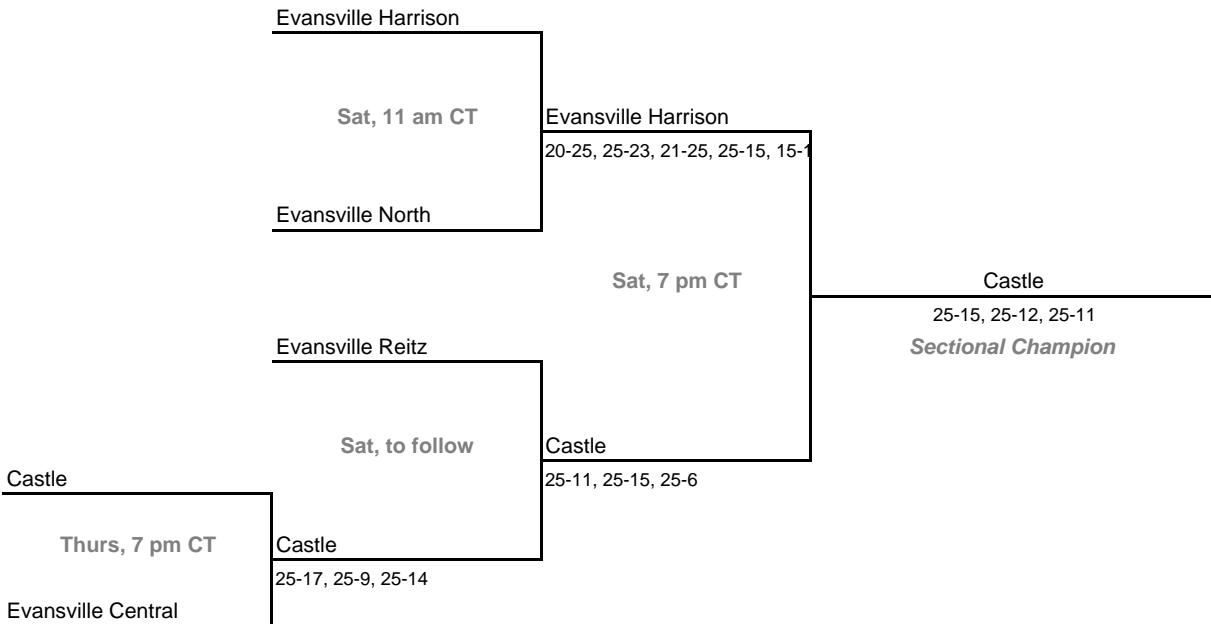 Evansville Harrison
Sat, 11 am CT
Evansville Harrison
20-25, 25-23, 21-25, 25-15,
Evansville North
Sat, 7 pm CT
Castle
25-15, 25-12, 25-11
Sectional Champion
Evansville Reitz
Sat, to follow
Castle
25-11, 25-15, 25-6
Castle
Thurs, 7 pm CT
Castle
25-17, 25-9, 25-14
Evansville Central